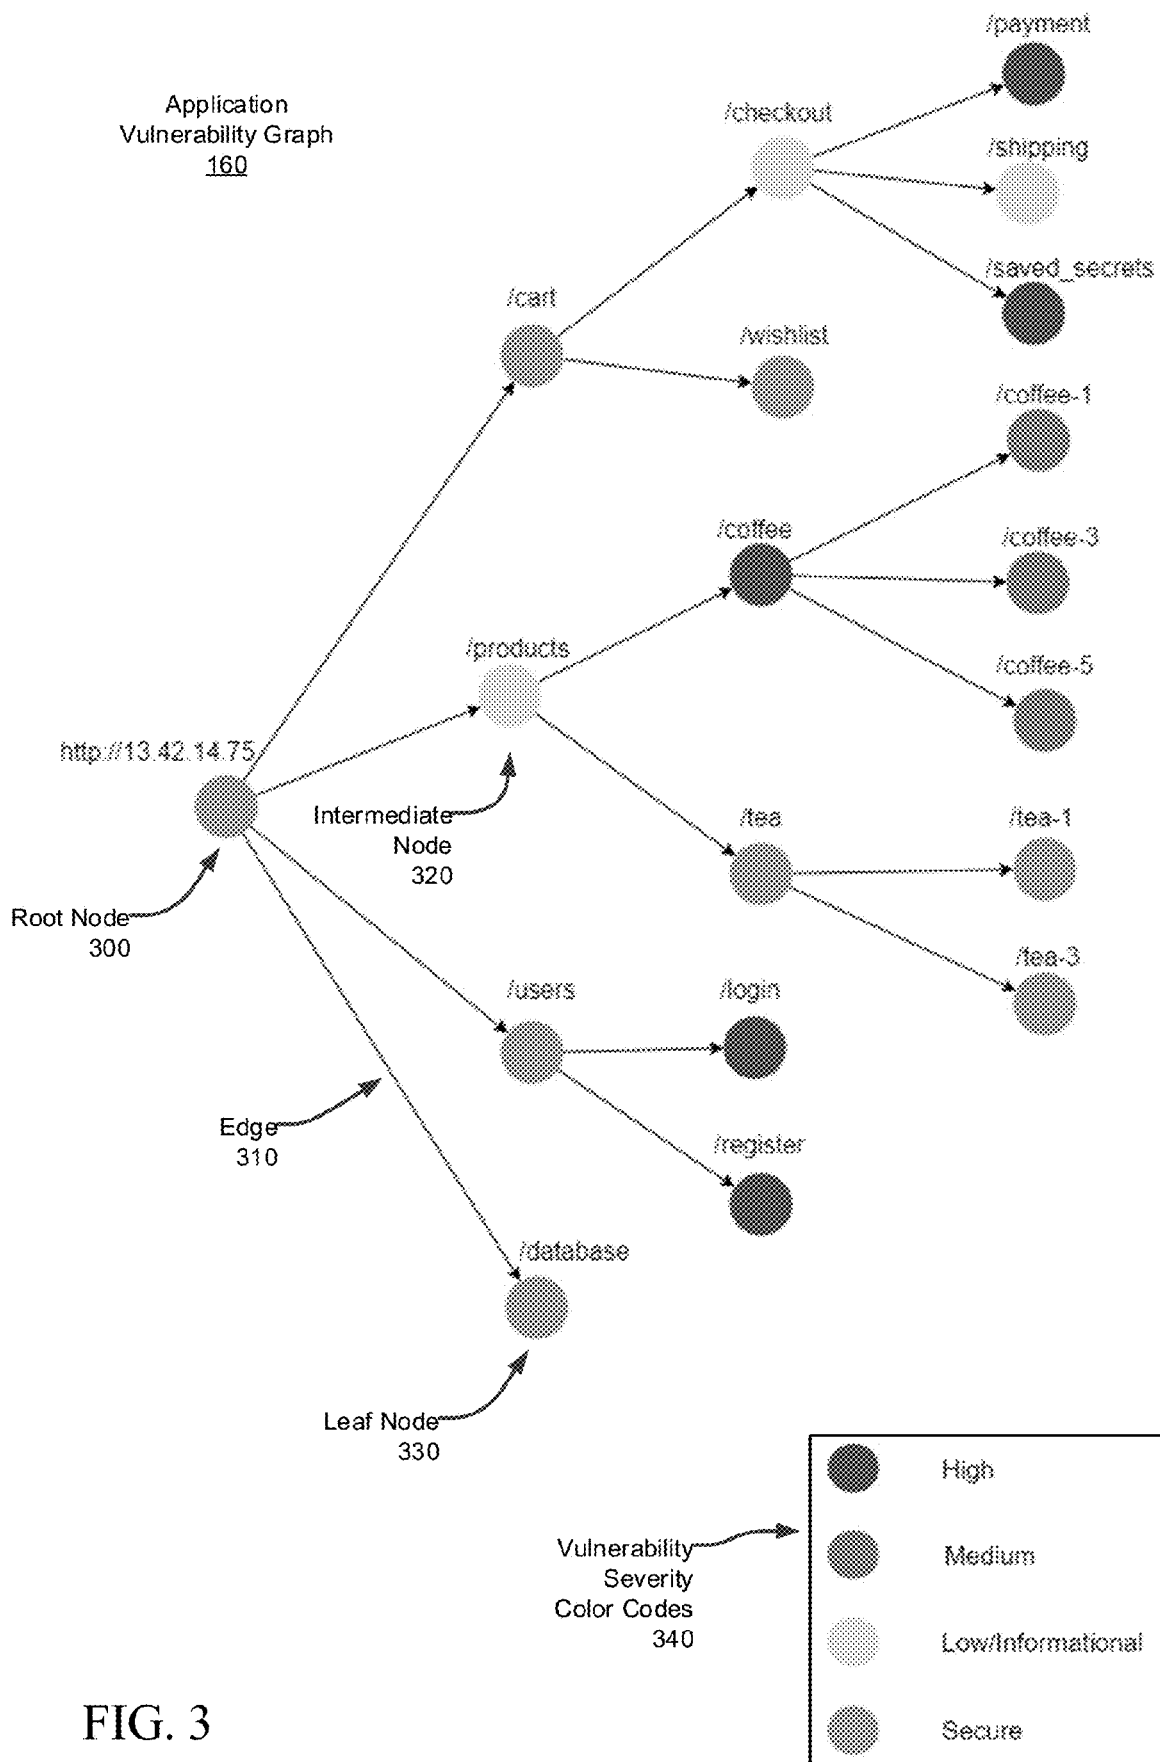 /payment
Application
Vulnerability Graph
160
/checkout
/shipping
/saved_secrets
/cart
/wishlist
/coffee-1
/coffee
/coffee-3
/products
/coffee-5
http://13.42.14.75
Intermediate
Node
320
/tea
/tea-1
Root Node
300
/tea-3
/users
/login
Edge
310
/register
/database
Leaf Node
330
High
Vulnerability
Severity
Color Codes
340
Medium
Low/Informational
Secure
FIG. 3